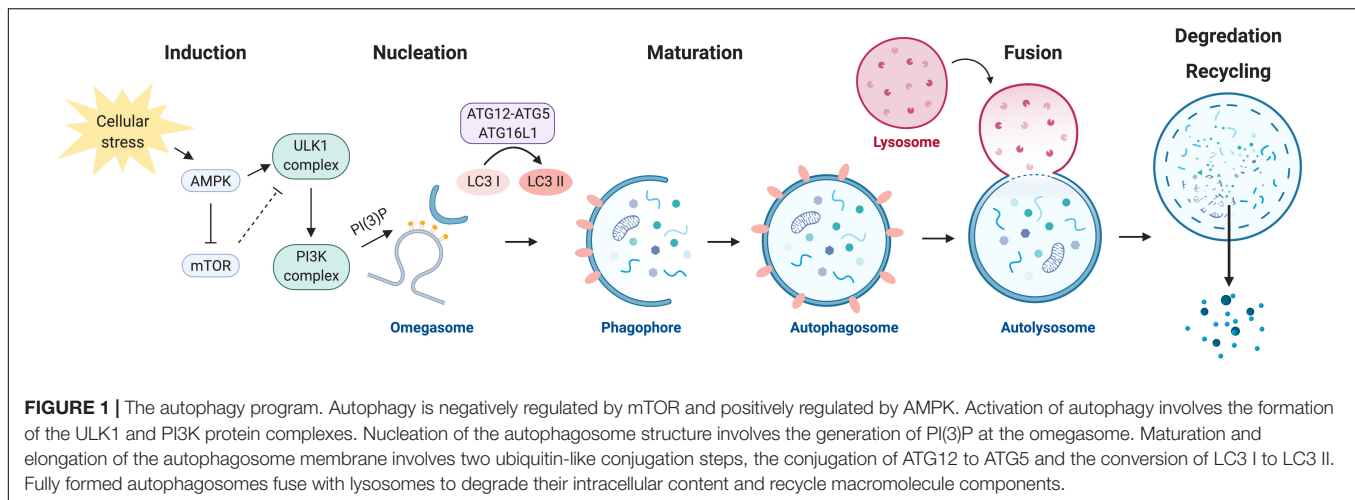 Induction
Nucleation
Maturation
Fusion
Degredation
Recycling
Cellular
stress
AMPK
mTOR
ULK1
complex
PI3K
complex
PI(3)P
Omegasome
ATG12-ATG5
ATG16L1
LC3 I
LC3 II
Phagophore
Autophagosome
Lysosome
Autolysosome
FIGURE 1 | The autophagy program. Autophagy is negatively regulated by mTOR and positively regulated by AMPK. Activation of autophagy involves the formation
of the ULK1 and PI3K protein complexes. Nucleation of the autophagosome structure involves the generation of PI(3)P at the omegasome. Maturation and
elongation of the autophagosome membrane involves two ubiquitin-like conjugation steps, the conjugation of ATG12 to ATG5 and the conversion of LC3 I to LC3 II.
Fully formed autophagosomes fuse with lysosomes to degrade their intracellular content and recycle macromolecule components.